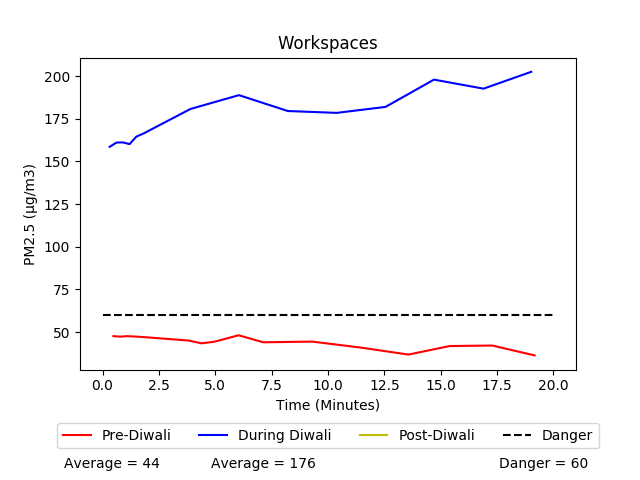 Workspaces
PM2.5 (μg/m3)
200
175
150
125
100
75
50
0.0 2.5 5.0 7.5 10.0 12.5 15.0 17.5 20.0
Time (Minutes)
Pre-Diwali During Diwali Post-Diwali Danger
Average = 44 Average = 176 Danger = 60